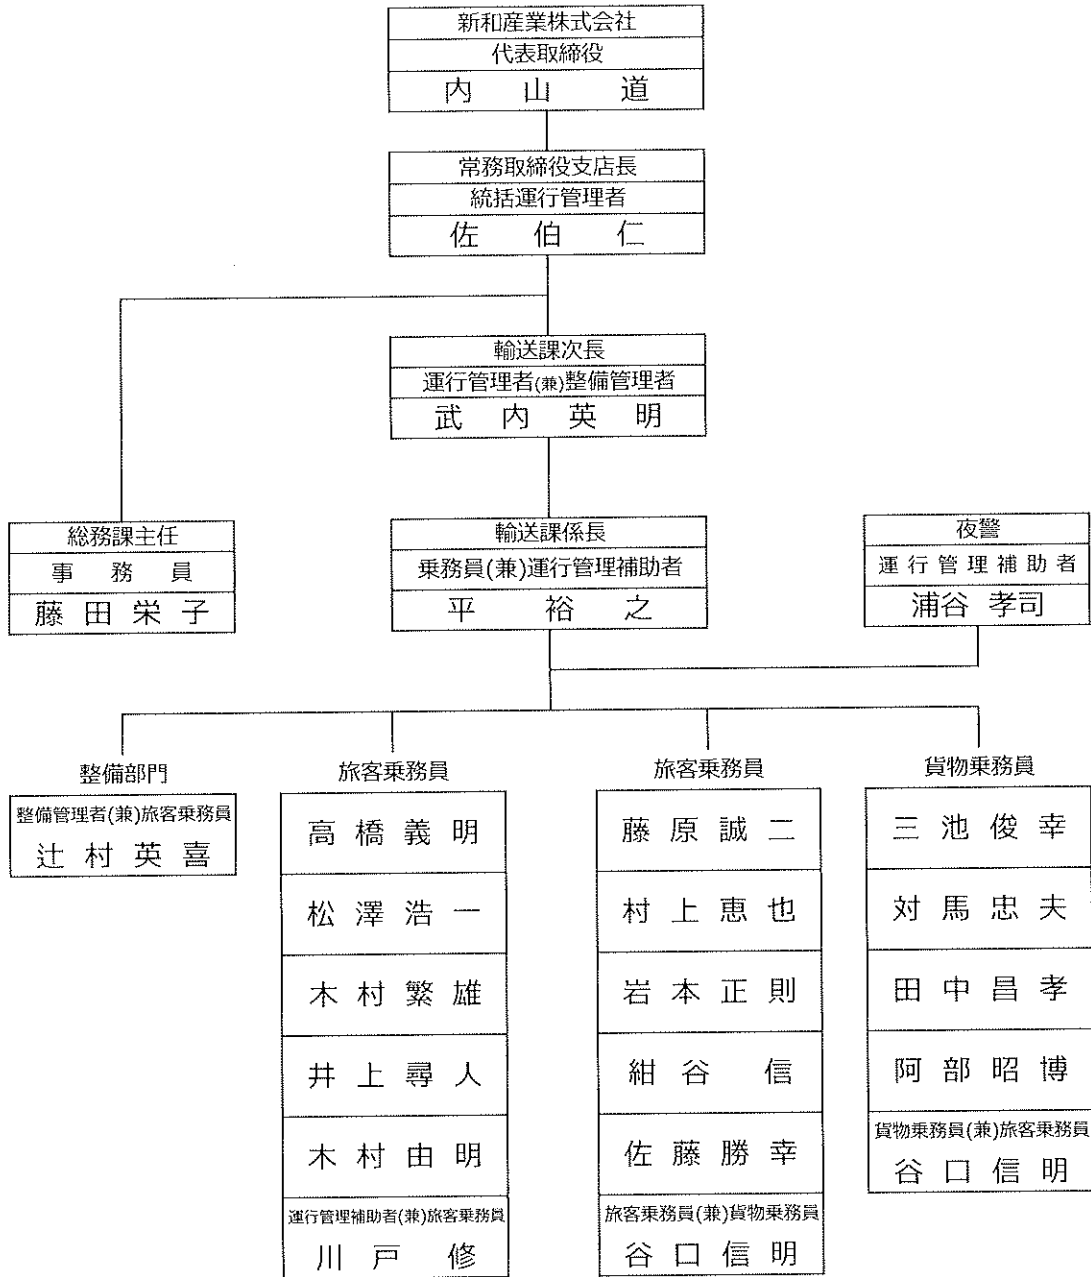 新和産業株式会社
代表取締役
内山道
常務取締役支店長
統括運行管理者
佐伯仁
輸送課次長
運行管理者(兼)整備管理者
武内英明
総務課主任
事務員
藤田栄子
輸送課係長
乗務員(兼)運行管理補助者
平裕之
夜警
運行管理補助者
浦谷 孝司
整備部門
整備管理者(兼)旅客乗務員
辻村英喜
旅客乗務員
高橋義明
松澤浩一
木村繁雄
井上尋人
木村由明
運行管理補助者(兼)旅客乗務員
川戸修
旅客乗務員
藤原誠二
村上恵也
岩本正則
紺谷信
佐藤勝幸
旅客乗務員(兼)貨物乗務員
谷口信明
貨物乗務員
三池俊幸
対馬忠夫
田中昌孝
阿部昭博
貨物乗務員(兼)旅客乗務員
谷口信明